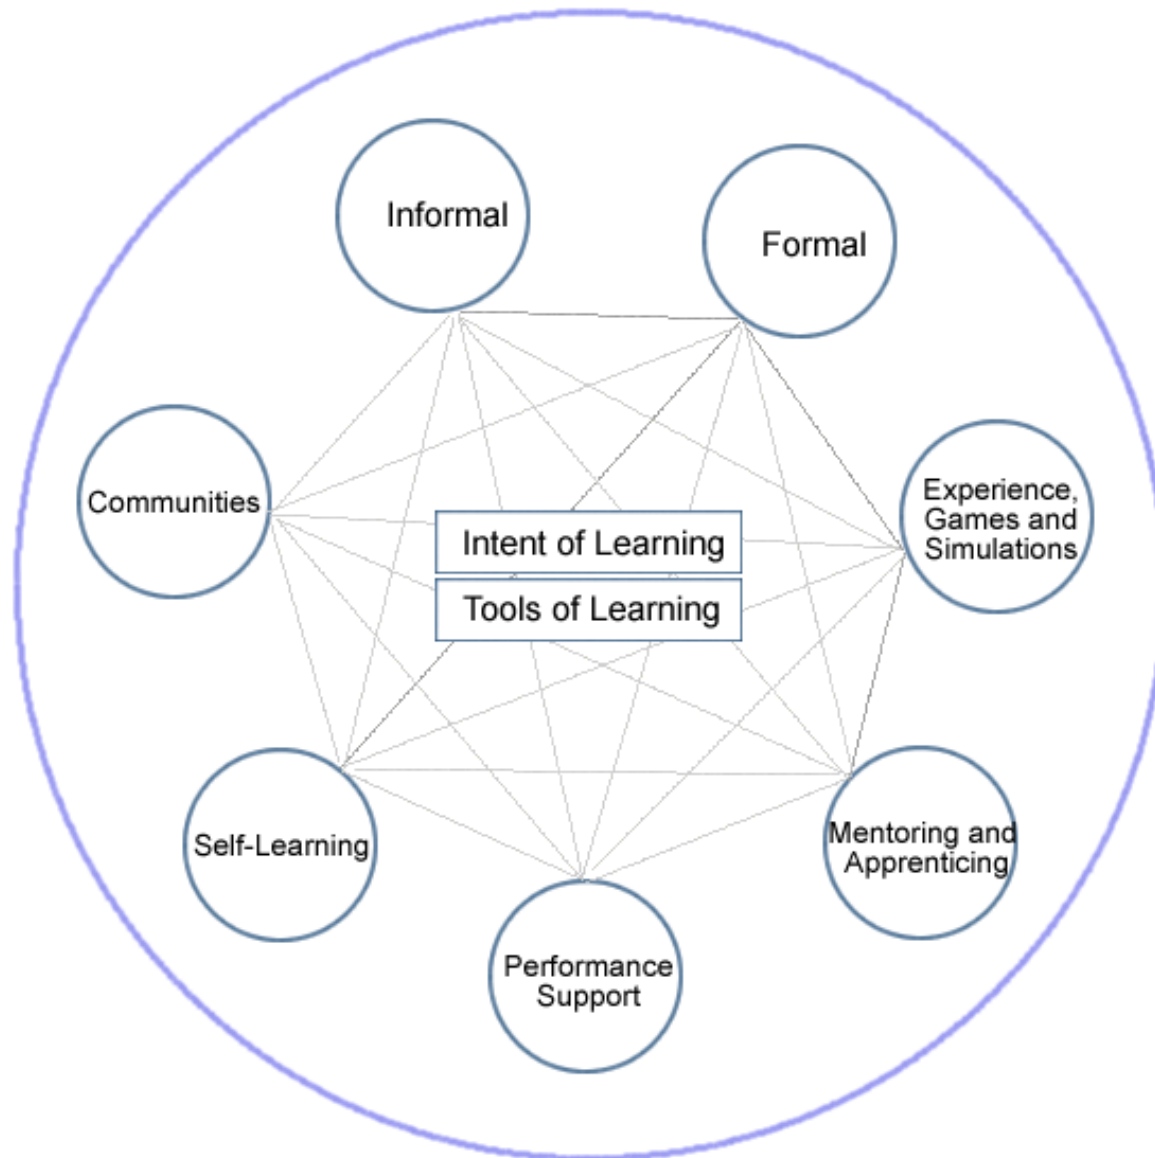 Informal
Formal
Communities
Experience,
Games and
Simulations
Intent of Learning
Tools of Learning
Self-Learning
Mentoring and
Apprenticing
Performance
Support